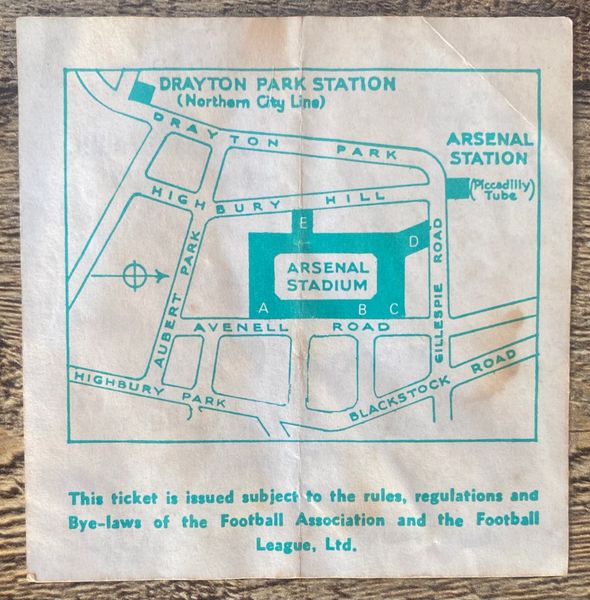 DRAYTON PARK STATION
(Northern City Line)
DRAYTON PARK
ARSENAL
STATION
(Piccadilly
Tube)
HIGHBURY HILL
E
D
ARSENAL
STADIUM
A
B
C
AUBERT PARK
GILLESPIE ROAD
AVENELL ROAD
HIGHBURY PARK
BLACKSTOCK ROAD
This ticket is issued subject to the rules, regulations and
Bye-laws of the Football Association and the Football
League, Ltd.